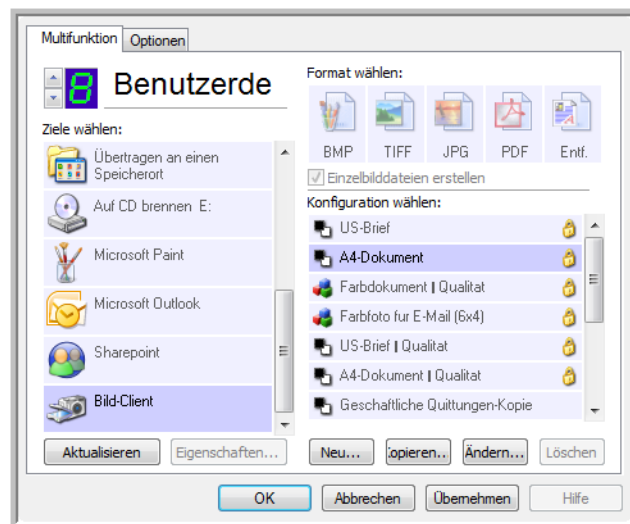 Multifunktion
Optionen
8 Benutzerde
Ziele wählen:
Übertragen an einen
Speicherort
Auf CD brennen E:
Microsoft Paint
Microsoft Outlook
Sharepoint
Bild-Client
Aktualisieren
Eigenschaften...
Format wählen:
BMP
TIFF
JPG
PDF
Entf.
Einzelbilddateien erstellen
Konfiguration wählen:
US-Brief
A4-Dokument
Farbdokument | Qualitat
Farbfoto fur E-Mail (6x4)
US-Brief | Qualitat
A4-Dokument | Qualitat
Geschaftliche Quittungen-Kopie
Neu...
opieren..
Ändern...
Löschen
OK
Abbrechen
Übernehmen
Hilfe